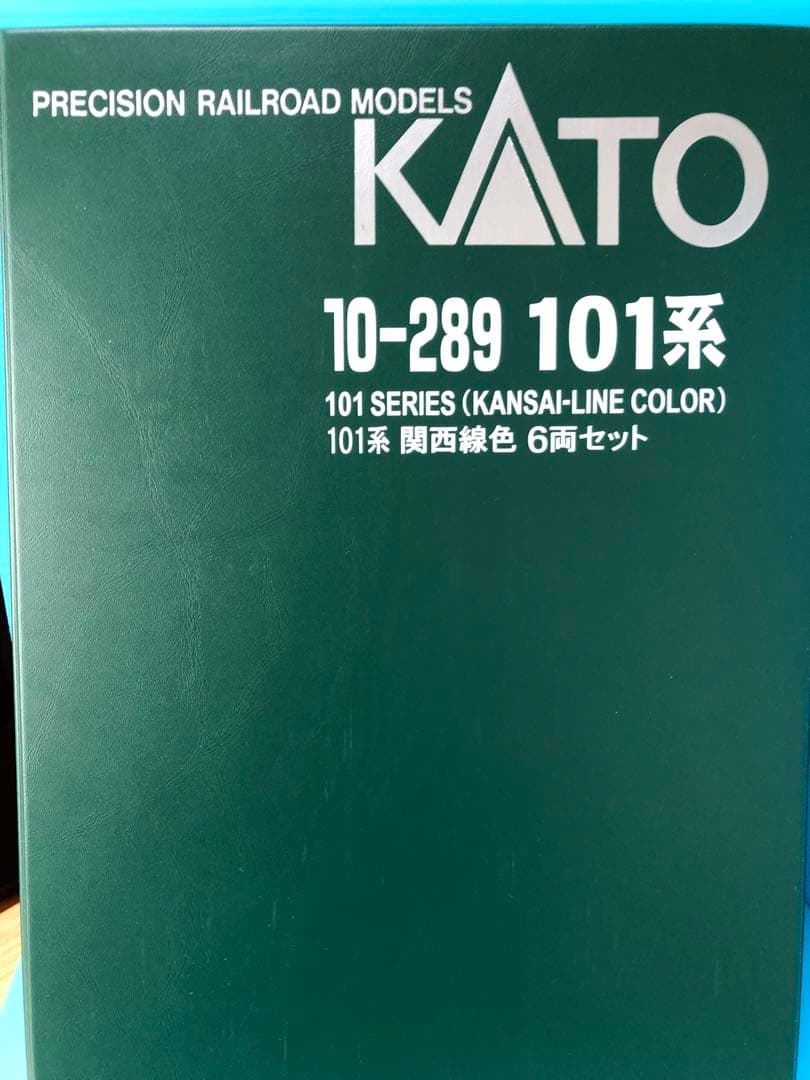 PRECISION RAILROAD MODELS
KATO
10-289 101系
101 SERIES (KANSAI-LINE COLOR)
101系 関西線色 6両セット